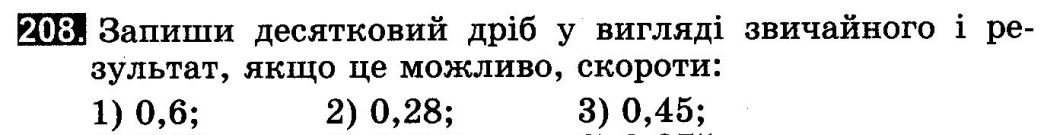 208. Запиши десятковий дріб у вигляді звичайного і ре-
зультат, якщо це можливо, скороти:
1) 0,6; 2) 0,28; 3) 0,45;